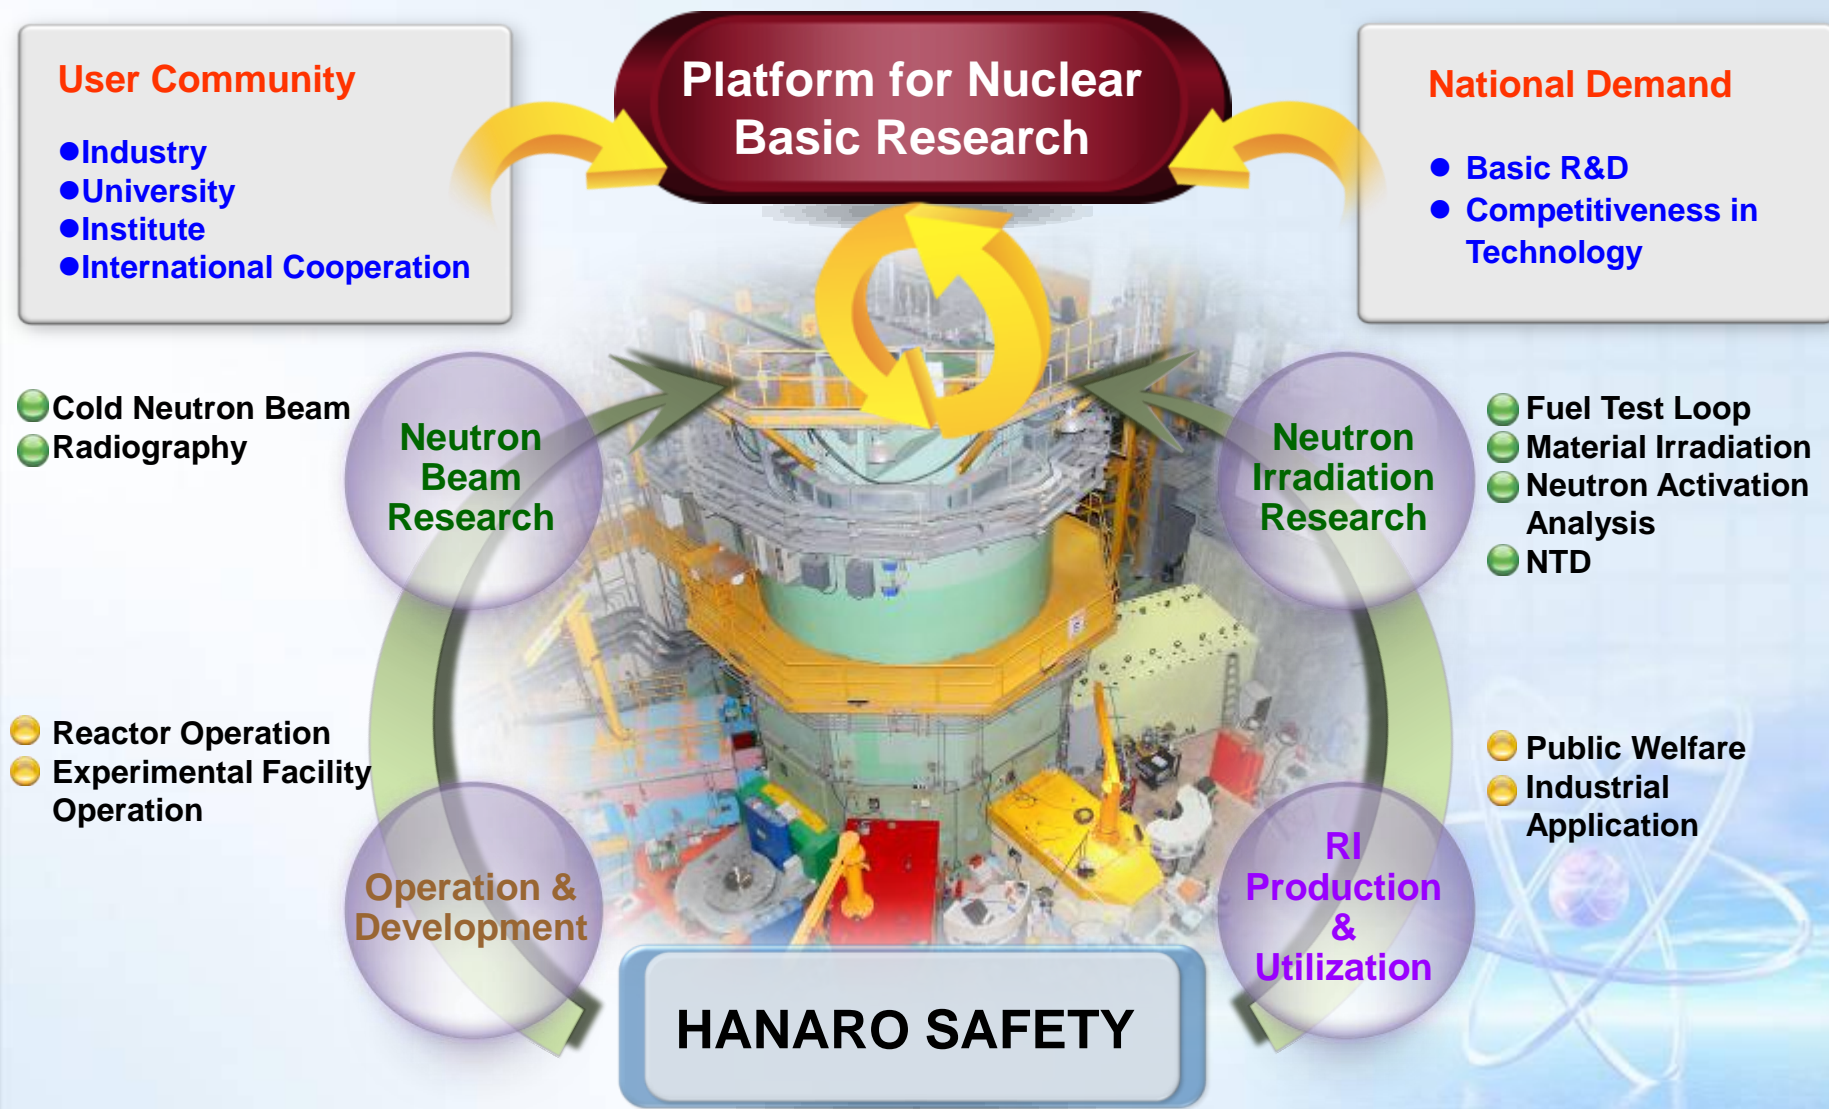 Platform for Nuclear
Basic Research
User Community
●Industry
●University
●Institute
●International Cooperation
National Demand
● Basic R&D
● Competitiveness in
Technology
Cold Neutron Beam
Radiography
Neutron
Beam
Research
Neutron
Irradiation
Research
Fuel Test Loop
Material Irradiation
Neutron Activation
Analysis
NTD
Reactor Operation
Experimental Facility
Operation
Operation &
Development
RI
Production
&
Utilization
Public Welfare
Industrial
Application
HANARO SAFETY